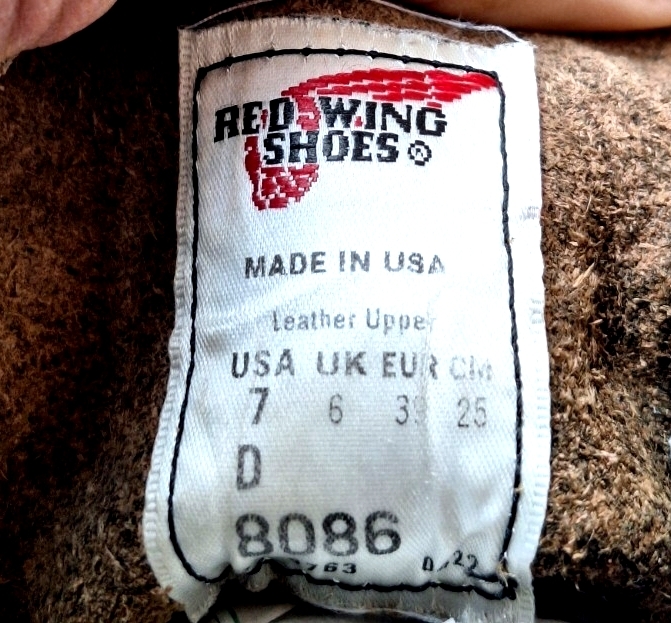 RED WING
SHOES ®
MADE IN USA
Leather Upper
USA UK EUR CM
7 6 39 25
D
8086